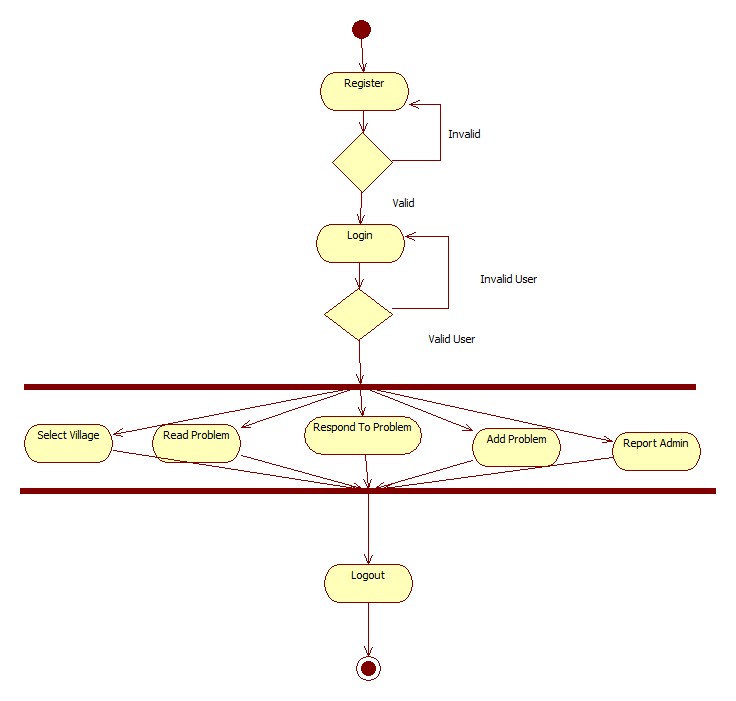 Register
Invalid
Valid
Login
Invalid User
Valid User
Select Village
Read Problem
Respond To Problem
Add Problem
Report Admin
Logout